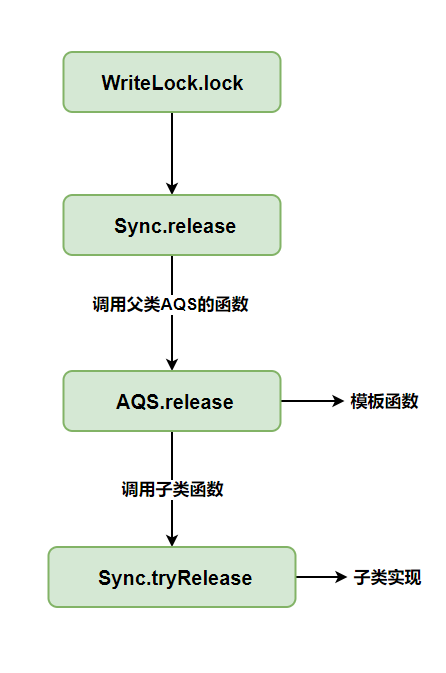 WriteLock.lock
Sync.release
调用父类AQS的函数
AQS.release
模板函数
调用子类函数
Sync.tryRelease
子类实现